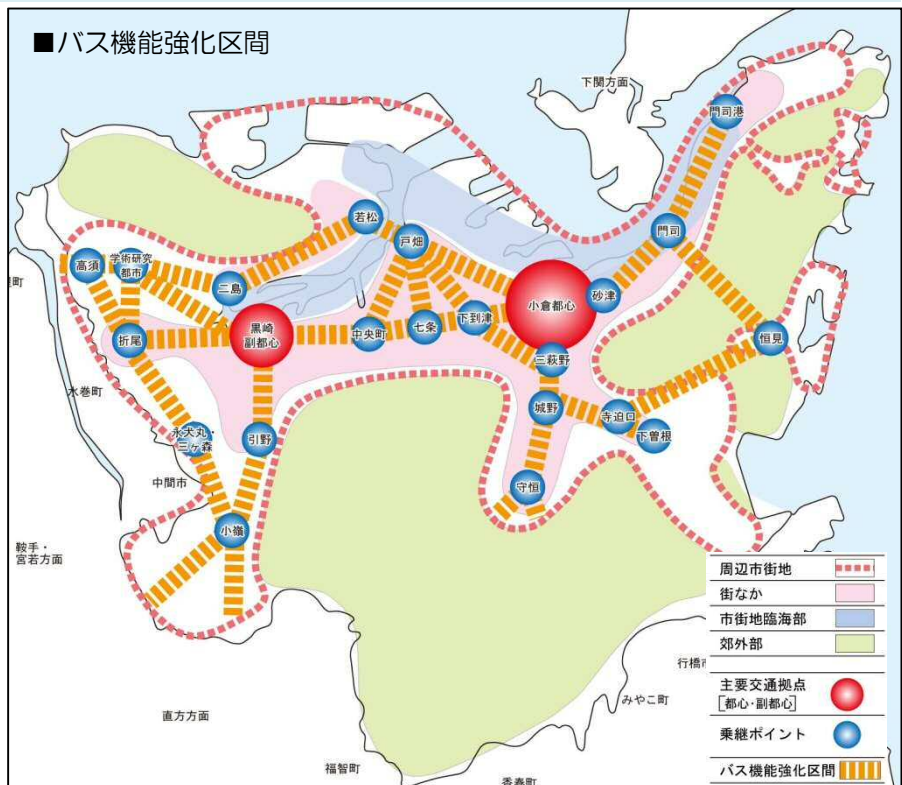 ■バス機能強化区間
下関方面
門司港
若松
戸畑
門司
高須
学術研究
都市
二島
小倉都心
砂津
黒崎
副都心
中央町
七条
下到津
折尾
恒見
三萩野
水巻町
城野
寺迫口
永犬丸・
三ヶ森
引野
下曽根
中間市
守恒
小嶺
鞍手・
宮若方面
直方方面
福智町
香春町
みやこ町
行橋市
周辺市街地
街なか
市街地臨海部
郊外部
主要交通拠点
[都心・副都心]
乗継ポイント
バス機能強化区間